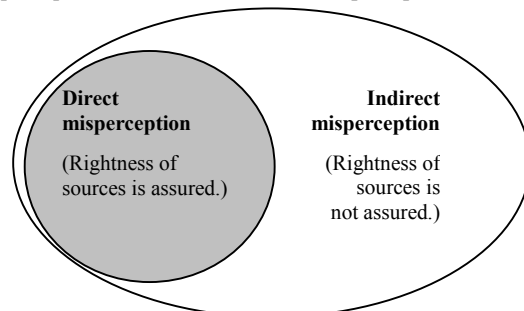 Direct
misperception
(Rightness of
sources is assured.)
Indirect
misperception
(Rightness of
sources is
not assured.)